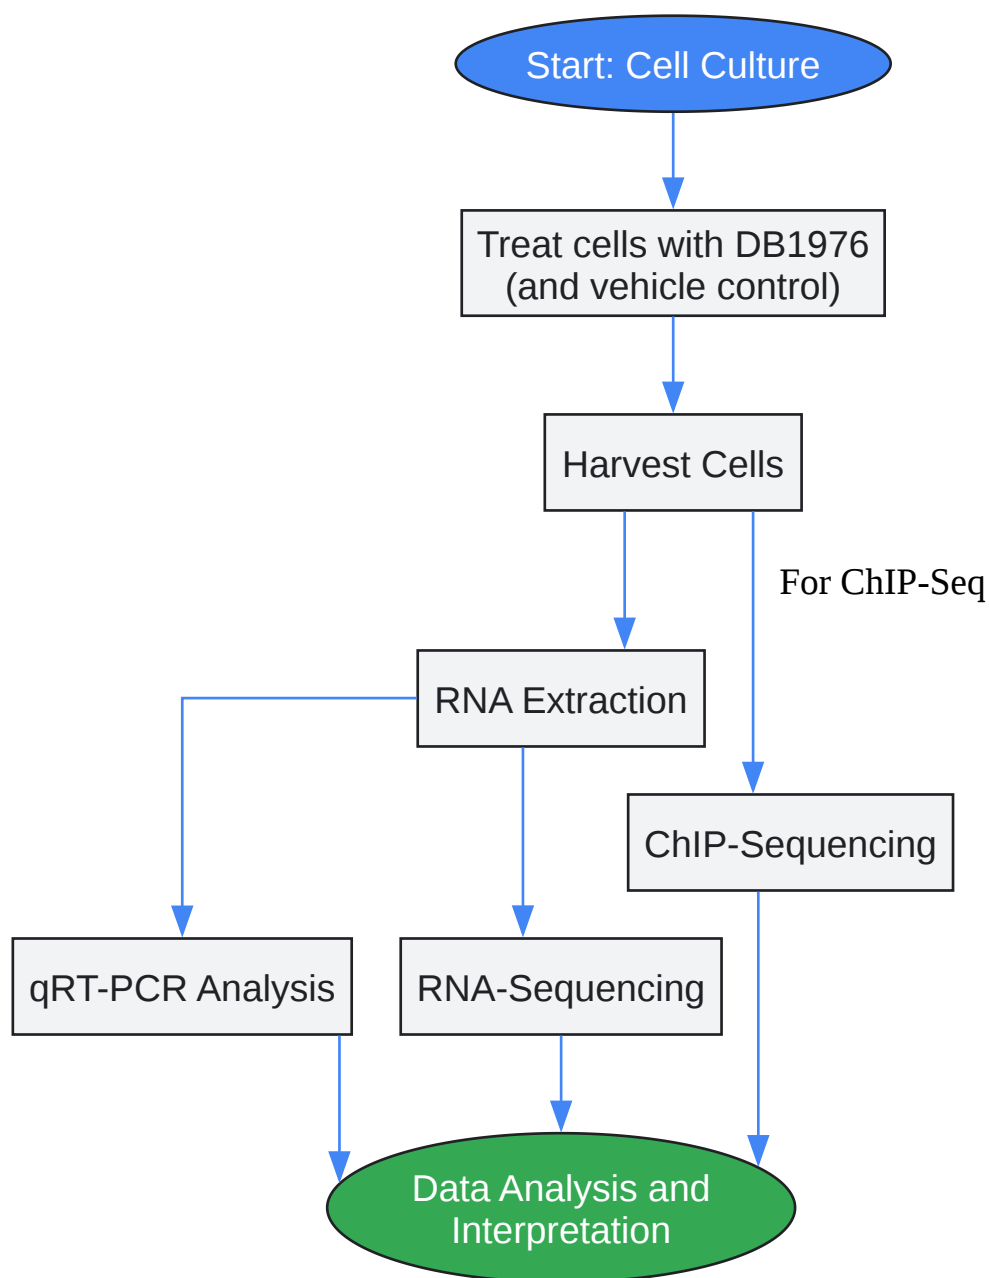 Start: Cell Culture
Treat cells with DB1976
(and vehicle control)
Harvest Cells
For ChIP-Seq
RNA Extraction
ChIP-Sequencing
qRT-PCR Analysis
RNA-Sequencing
Data Analysis and
Interpretation